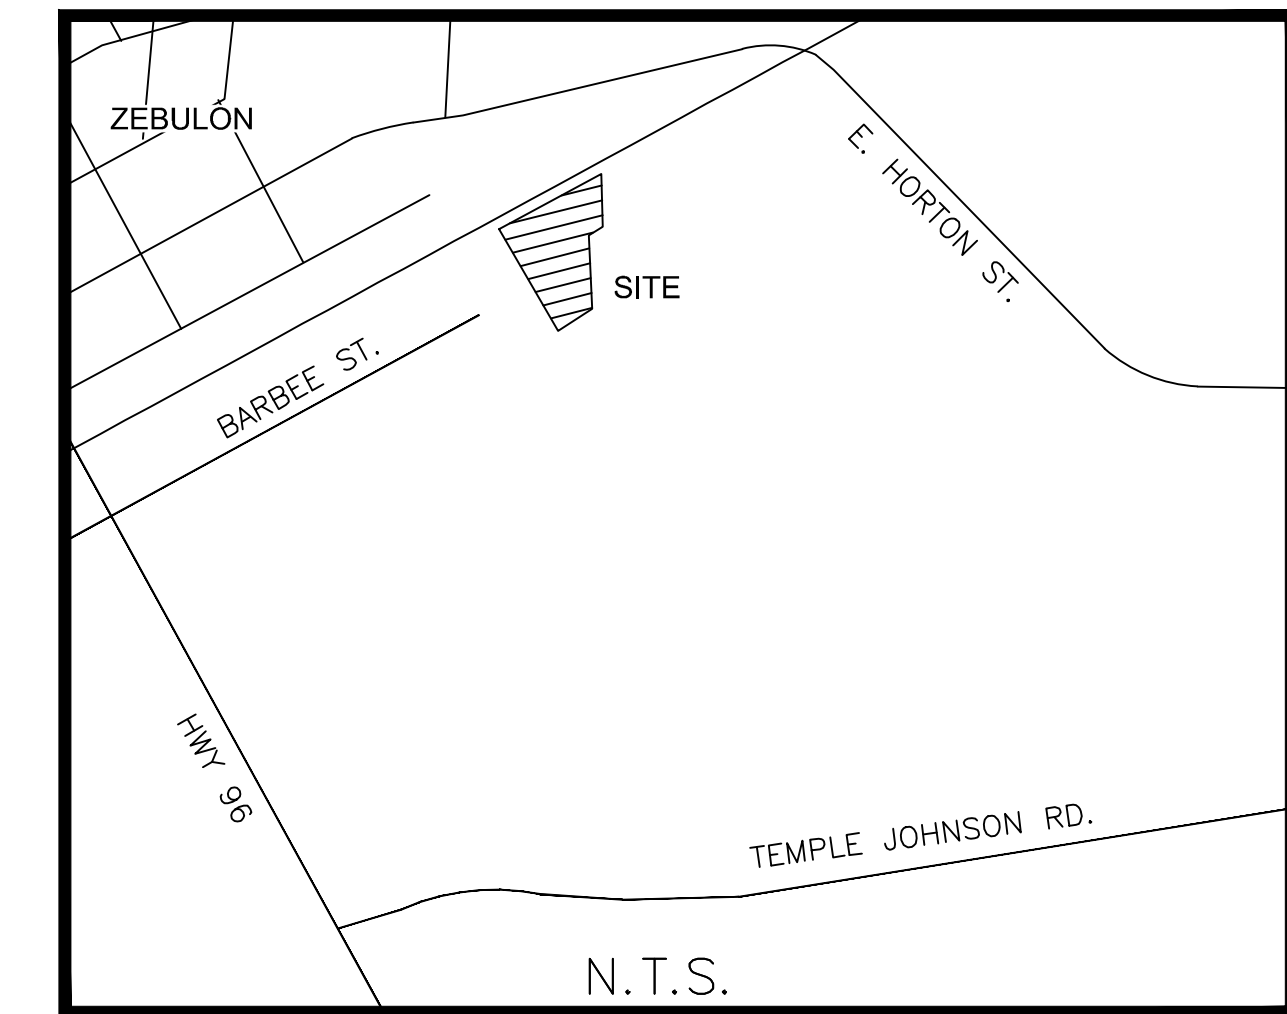 ZEBULON
E. HORTON ST.
SITE
BARBEE ST.
HWY 96
TEMPLE JOHNSON RD.
N.T.S.